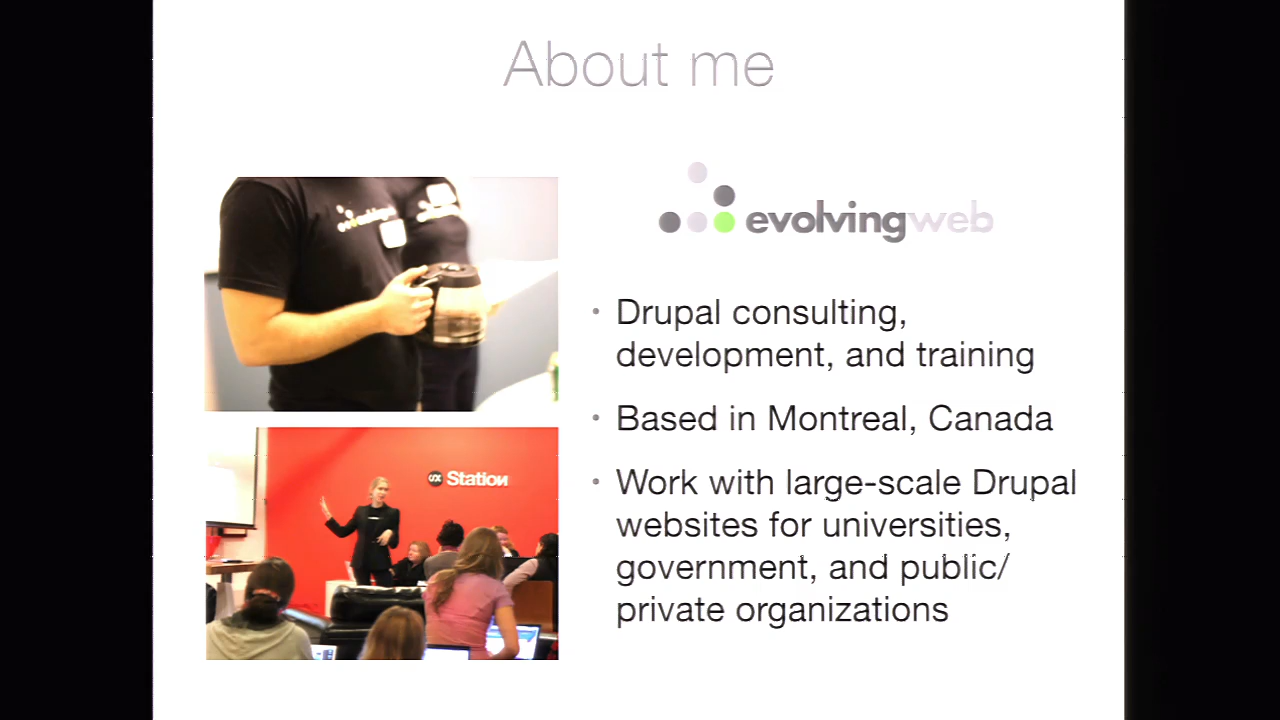 About me
evolvingweb
• Drupal consulting,
development, and training
Station
• Based in Montreal, Canada
• Work with large-scale Drupal
websites for universities,
government, and public/
private organizations